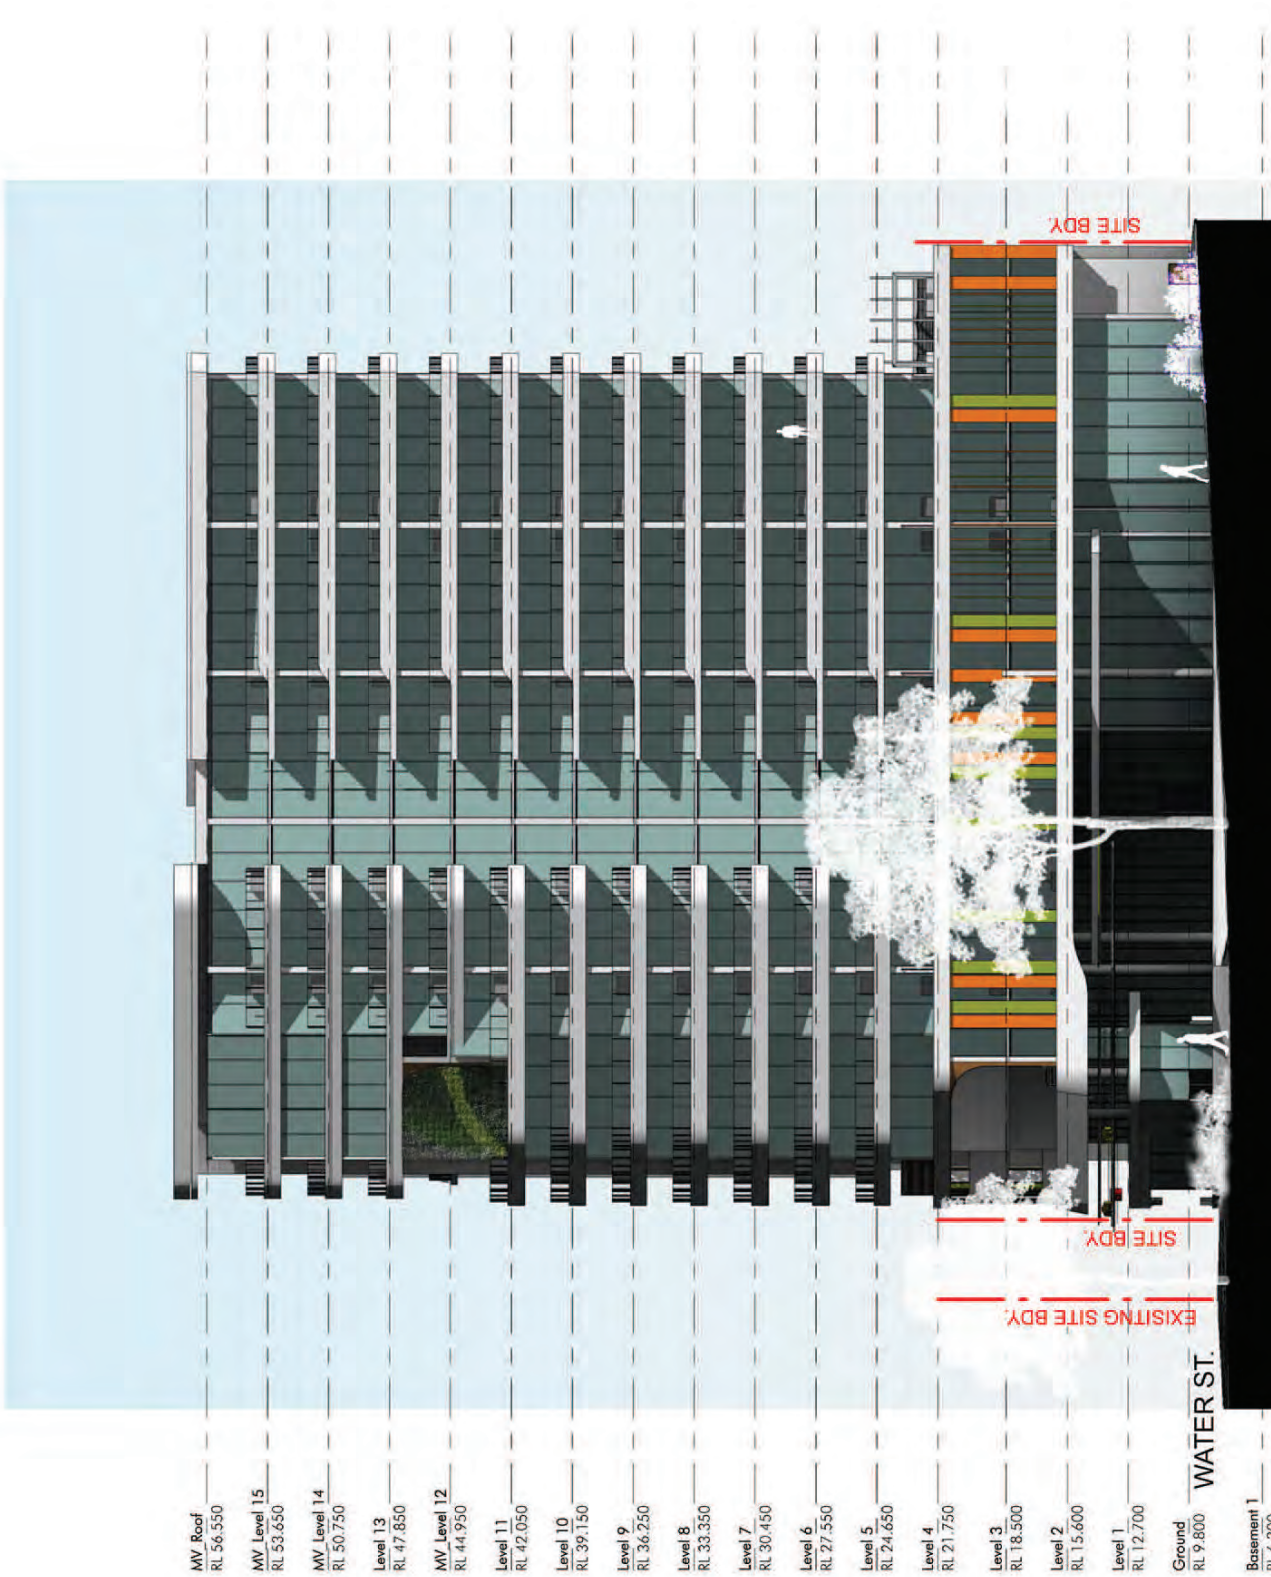 MV_Roof
RL 56.550
MV_Level 15
RL 53.650
MV_Level 14
RL 50.750
Level 13
RL 47.850
MV_Level 12
RL 44.950
Level 11
RL 42.050
Level 10
RL 39.150
Level 9
RL 36.250
Level 8
RL 33.350
Level 7
RL 30.450
Level 6
RL 27.550
Level 5
RL 24.650
Level 4
RL 21.750
Level 3
RL 18.500
Level 2
RL 15.600
Level 1
RL 12.700
Ground
RL 9.800
Basement 1
WATER ST.
EXISITNG SITE BDY.
SITE BDY.
SITE BDY.